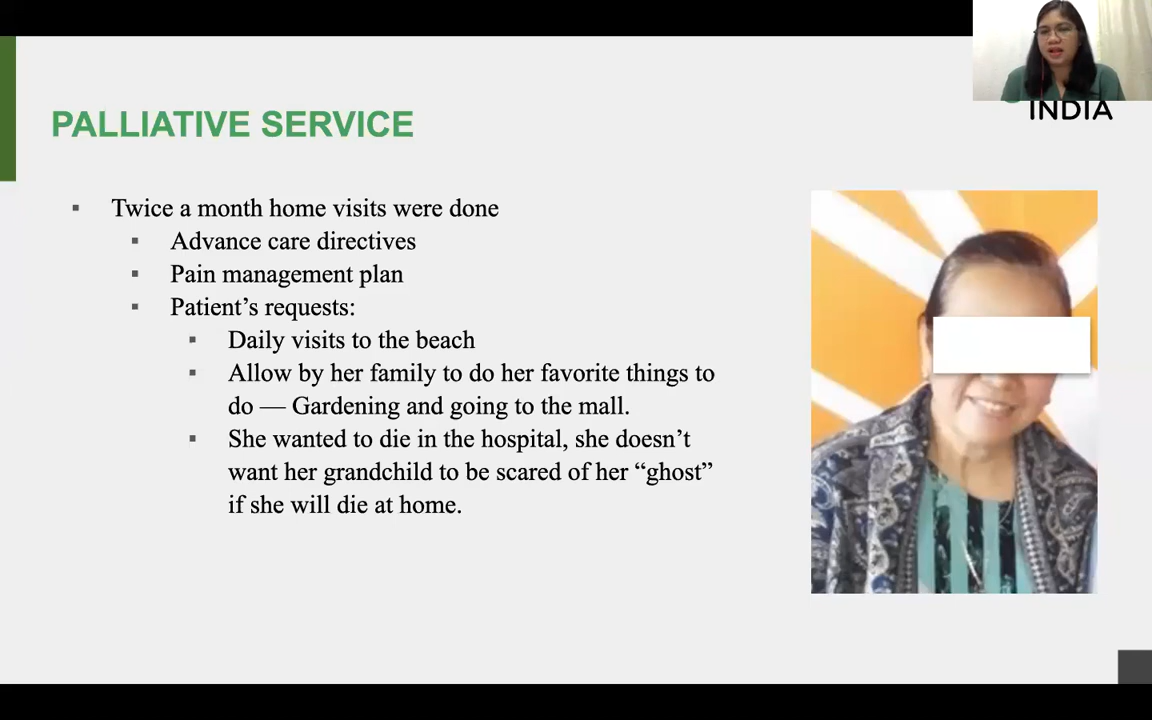 INDIA
PALLIATIVE SERVICE
▪ Twice a month home visits were done
▪ Advance care directives
▪ Pain management plan
▪ Patient’s requests:
▪ Daily visits to the beach
▪ Allow by her family to do her favorite things to
do — Gardening and going to the mall.
▪ She wanted to die in the hospital, she doesn’t
want her grandchild to be scared of her “ghost”
if she will die at home.